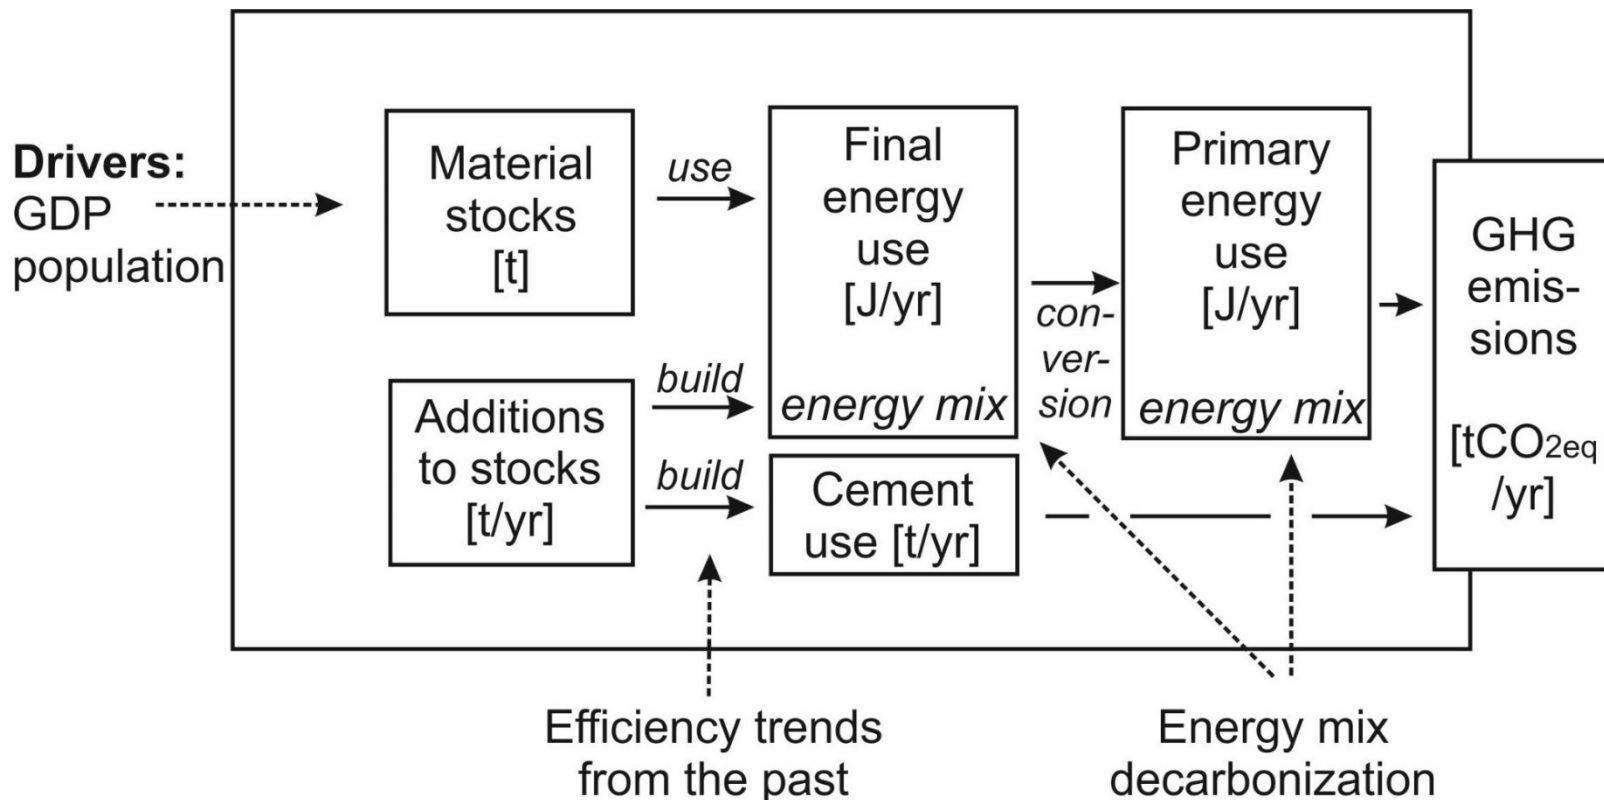 Drivers:
GDP
population
Material
stocks
[t]
use
Final
energy
use
[J/yr]
energy mix
con-
ver-
sion
Primary
energy
use
[J/yr]
energy mix
GHG
emis-
sions
[tCO2eq
/yr]
Additions
to stocks
[t/yr]
build
build
Cement
use [t/yr]
Efficiency trends
from the past
Energy mix
decarbonization